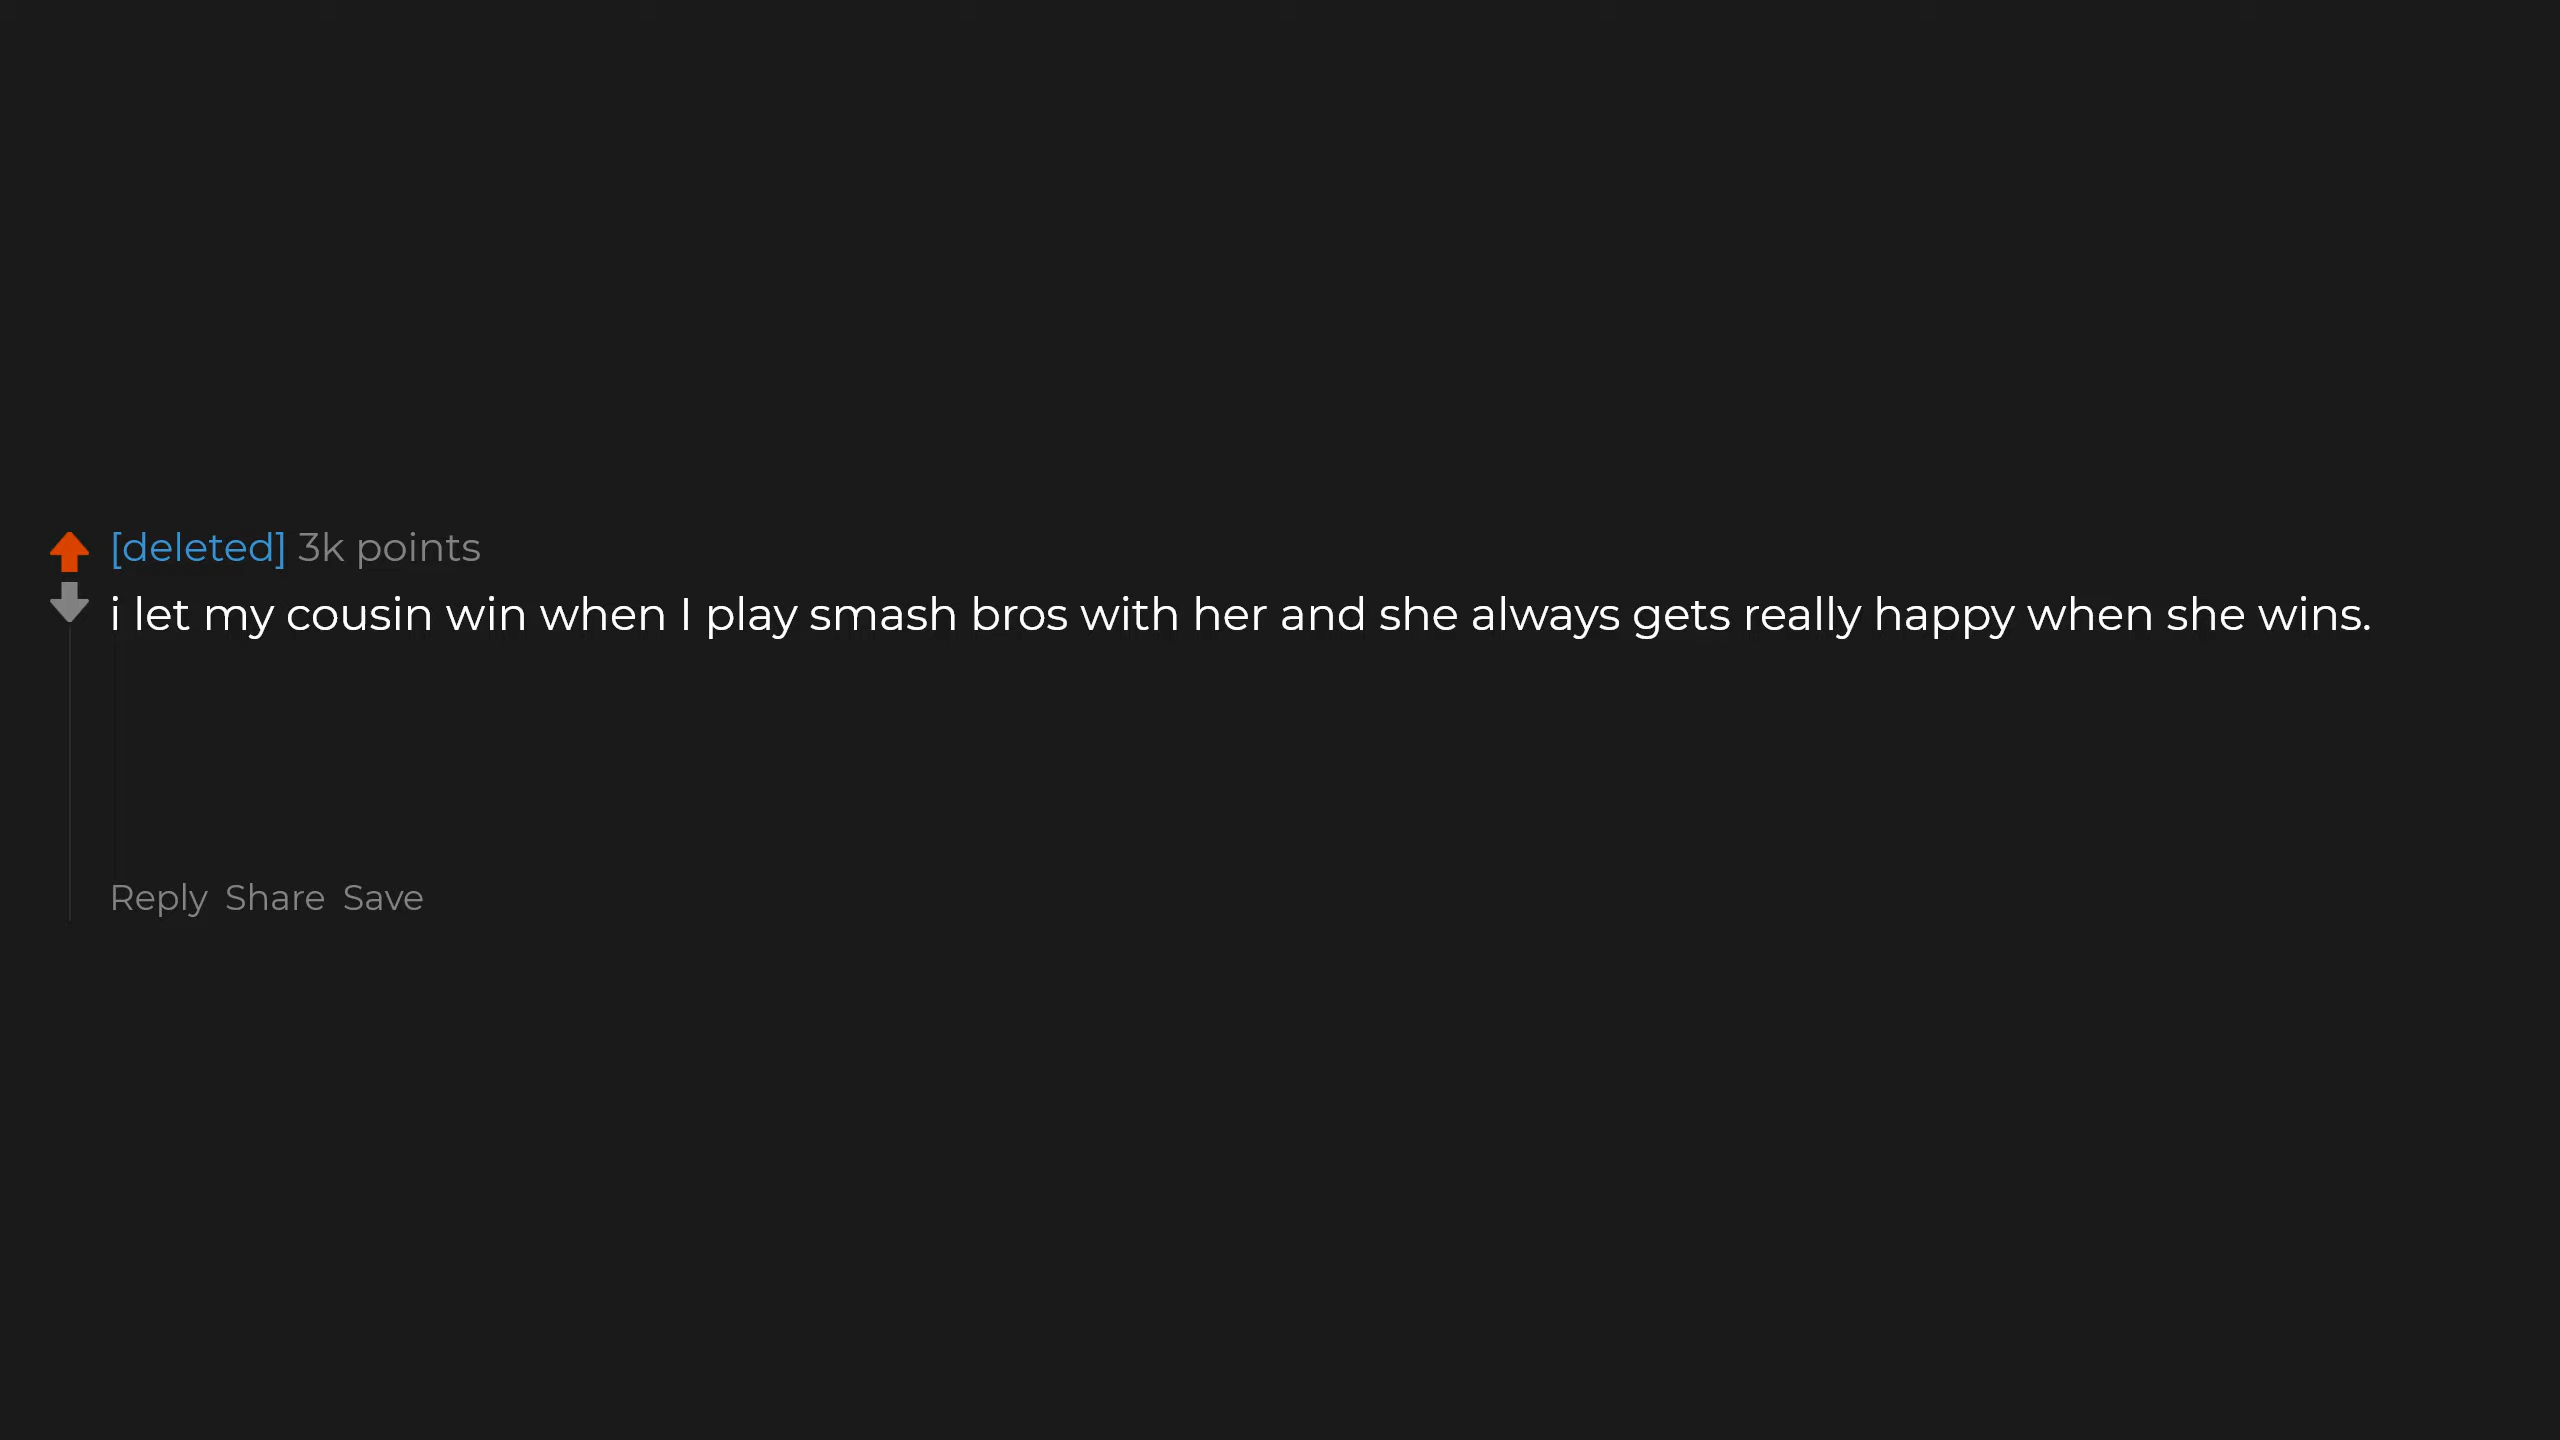 [deleted] 3k points
i let my cousin win when I play smash bros with her and she always gets really happy when she wins.
Reply Share Save